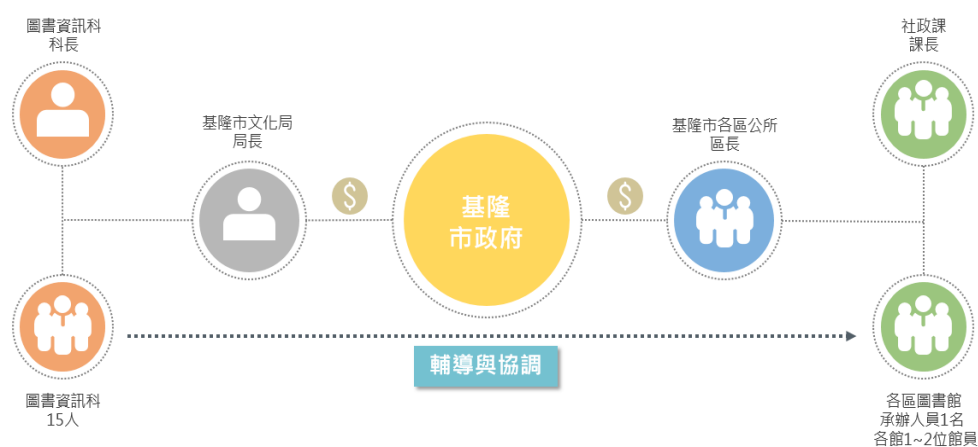 圖書資訊科
科長
基隆市文化局
局長
$
基隆
市政府
$
基隆市各區公所
區長
社政課
課長
輔導與協調
圖書資訊科
15人
各區圖書館
承辦人員1名
各館1~2位館員